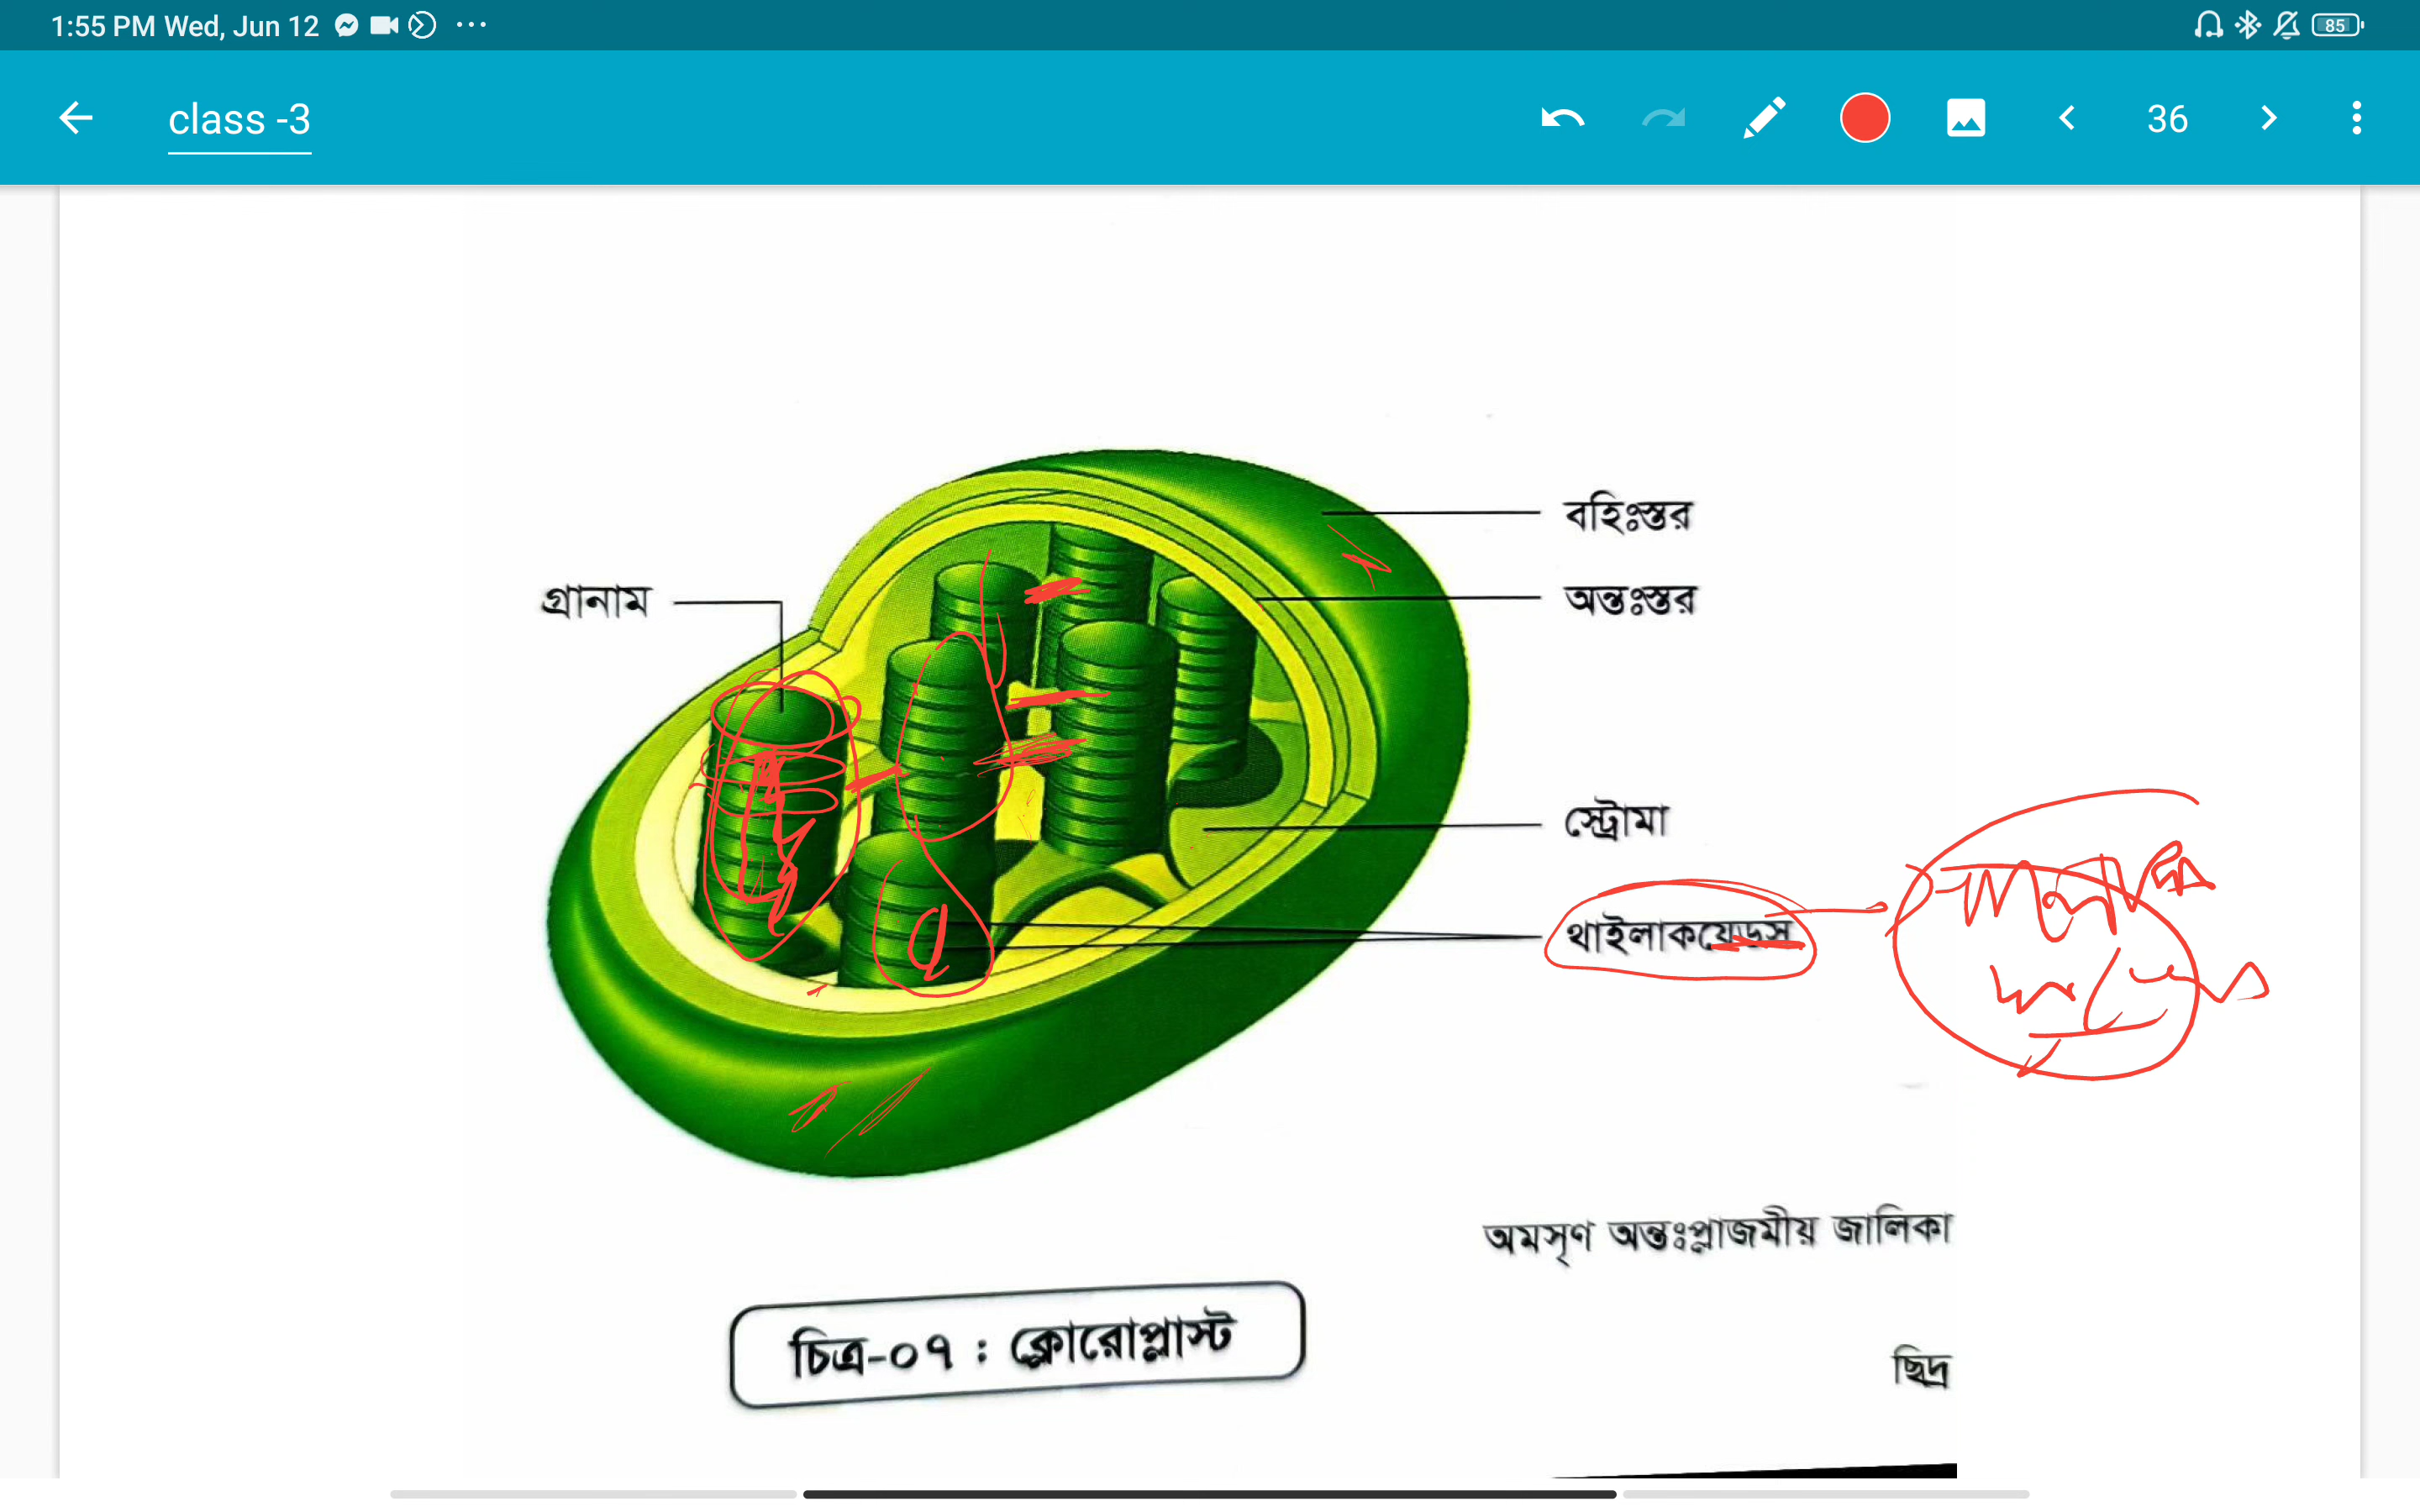 1:55 PM Wed, Jun 12
85
class -3
36
বহিঃস্তর
গ্রানাম
অন্তঃস্তর
স্ট্রোমা
থাইলাকয়েডস
অমসৃণ অন্তঃপ্লাজমীয় জালিকা
চিত্র-০৭ : ক্লোরোপ্লাস্ট
ছিদ্র